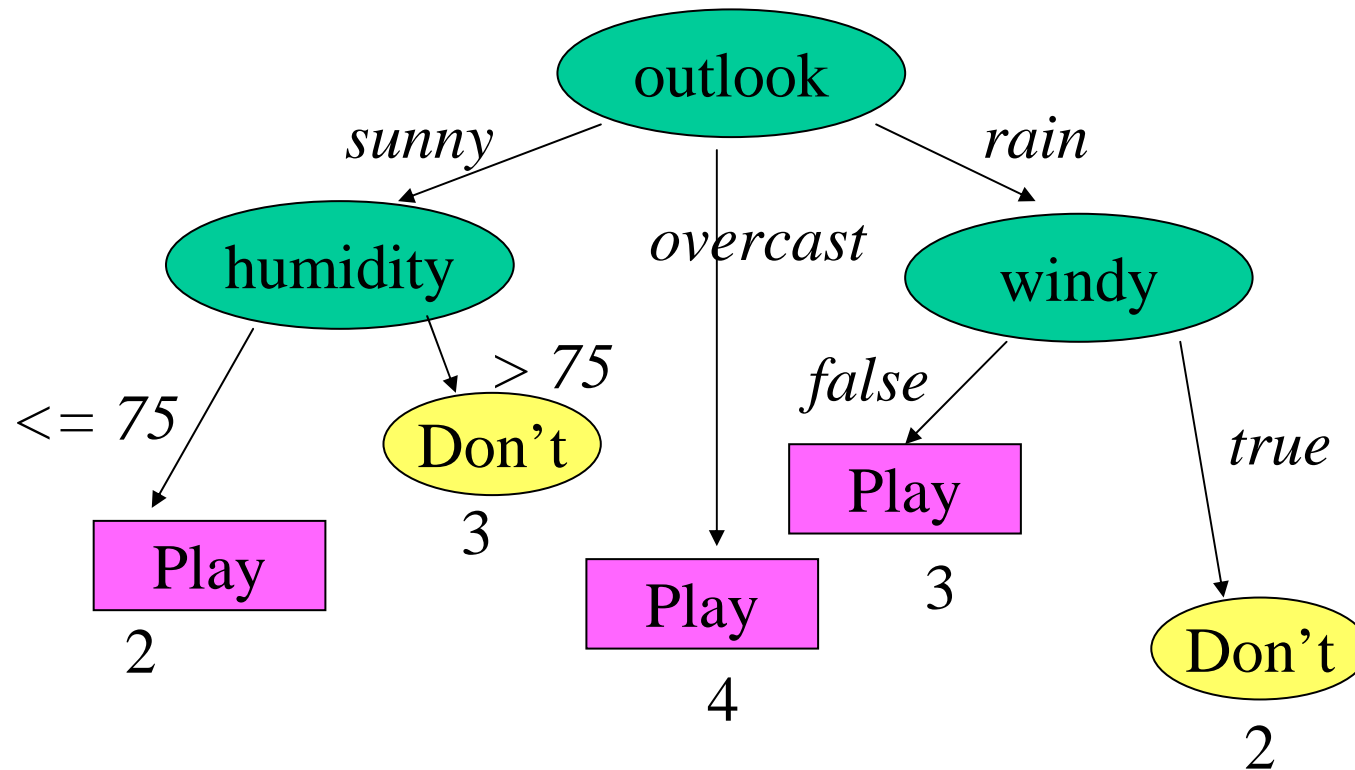 outlook
sunny
rain
overcast
humidity
windy
> 75
false
<= 75
Don't
true
Play
3
Play
Play
3
2
Don't
4
2